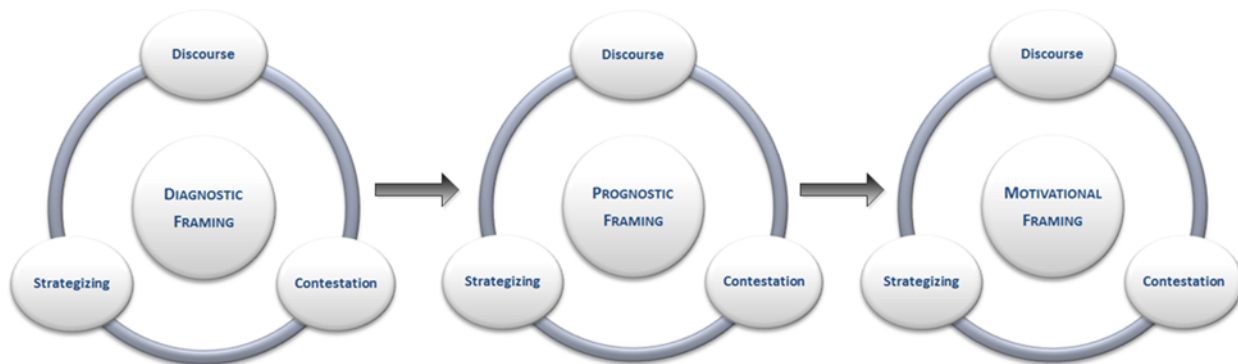 Discourse
DIAGNOSTIC
FRAMING
Strategizing
Contestation
Discourse
PROGNOSTIC
FRAMING
Strategizing
Contestation
Discourse
MOTIVATIONAL
FRAMING
Strategizing
Contestation